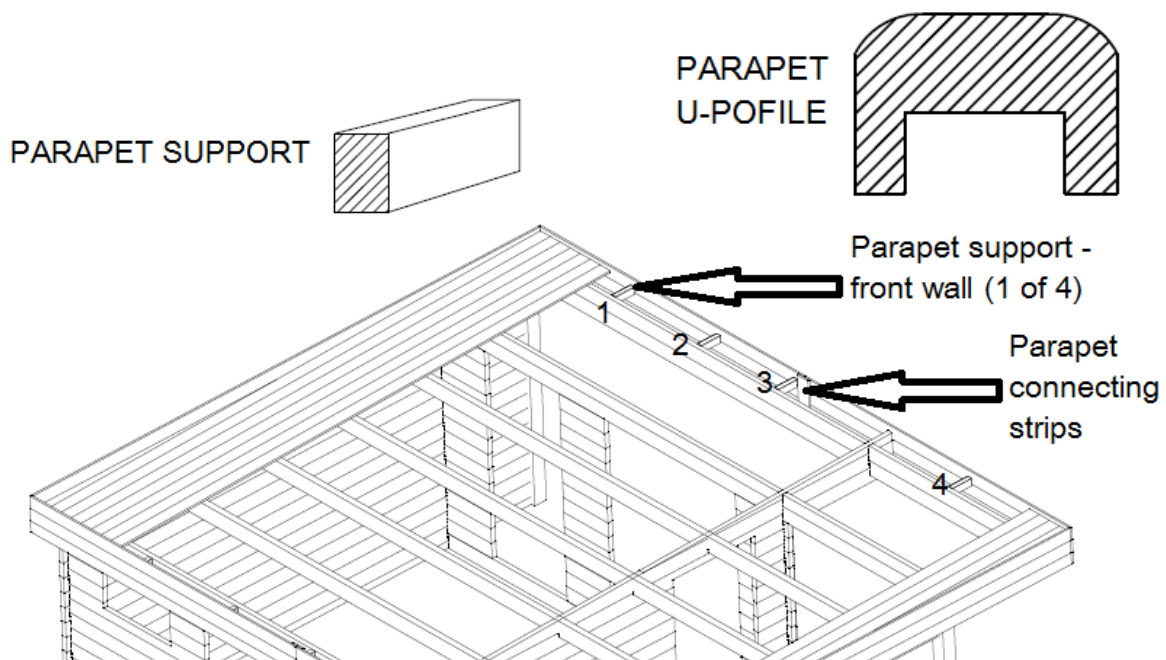 PARAPET
U-POFILE
PARAPET SUPPORT
Parapet support -
front wall (1 of 4)
1
2
Parapet
connecting
strips
3
4